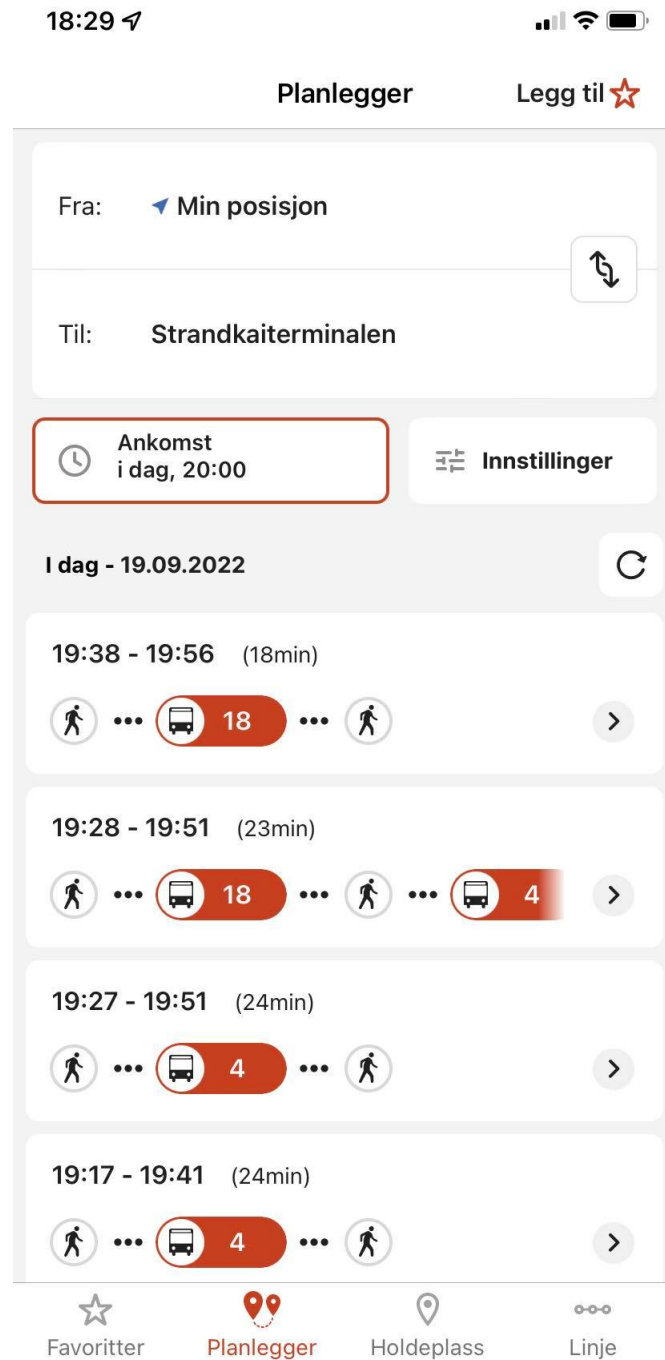 18:29
Planlegger Legg til
Fra: Min posisjon
Til: Strandkaiterminalen
Ankomst
i dag, 20:00
Innstillinger
I dag - 19.09.2022
19:38 - 19:56 (18min)
18
19:28 - 19:51 (23min)
18 4
19:27 - 19:51 (24min)
4
19:17 - 19:41 (24min)
4
Favoritter Planlegger Holdeplass Linje